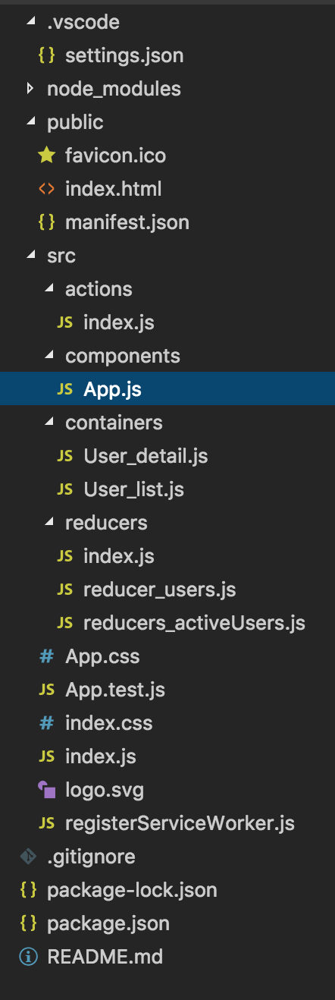 .vscode
{} settings.json
node_modules
public
favicon.ico
<> index.html
{} manifest.json
src
actions
JS index.js
components
JS App.js
containers
JS User_detail.js
JS User_list.js
reducers
JS index.js
JS reducer_users.js
JS reducers_activeUsers.js
# App.css
JS App.test.js
# index.css
JS index.js
logo.svg
JS registerServiceWorker.js
.gitignore
{} package-lock.json
{} package.json
README.md